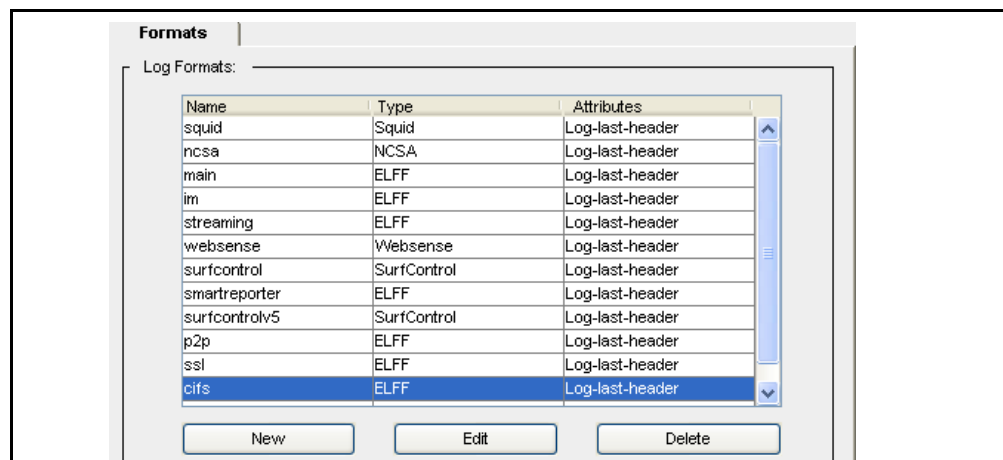 Formats
Log Formats:
Name Type Attributes
squid Squid Log-last-header
ncsa NCSA Log-last-header
main ELFF Log-last-header
im ELFF Log-last-header
streaming ELFF Log-last-header
websense Websense Log-last-header
surfcontrol SurfControl Log-last-header
smartreporter ELFF Log-last-header
surfcontrolv5 SurfControl Log-last-header
p2p ELFF Log-last-header
ssl ELFF Log-last-header
cifs ELFF Log-last-header
New Edit Delete